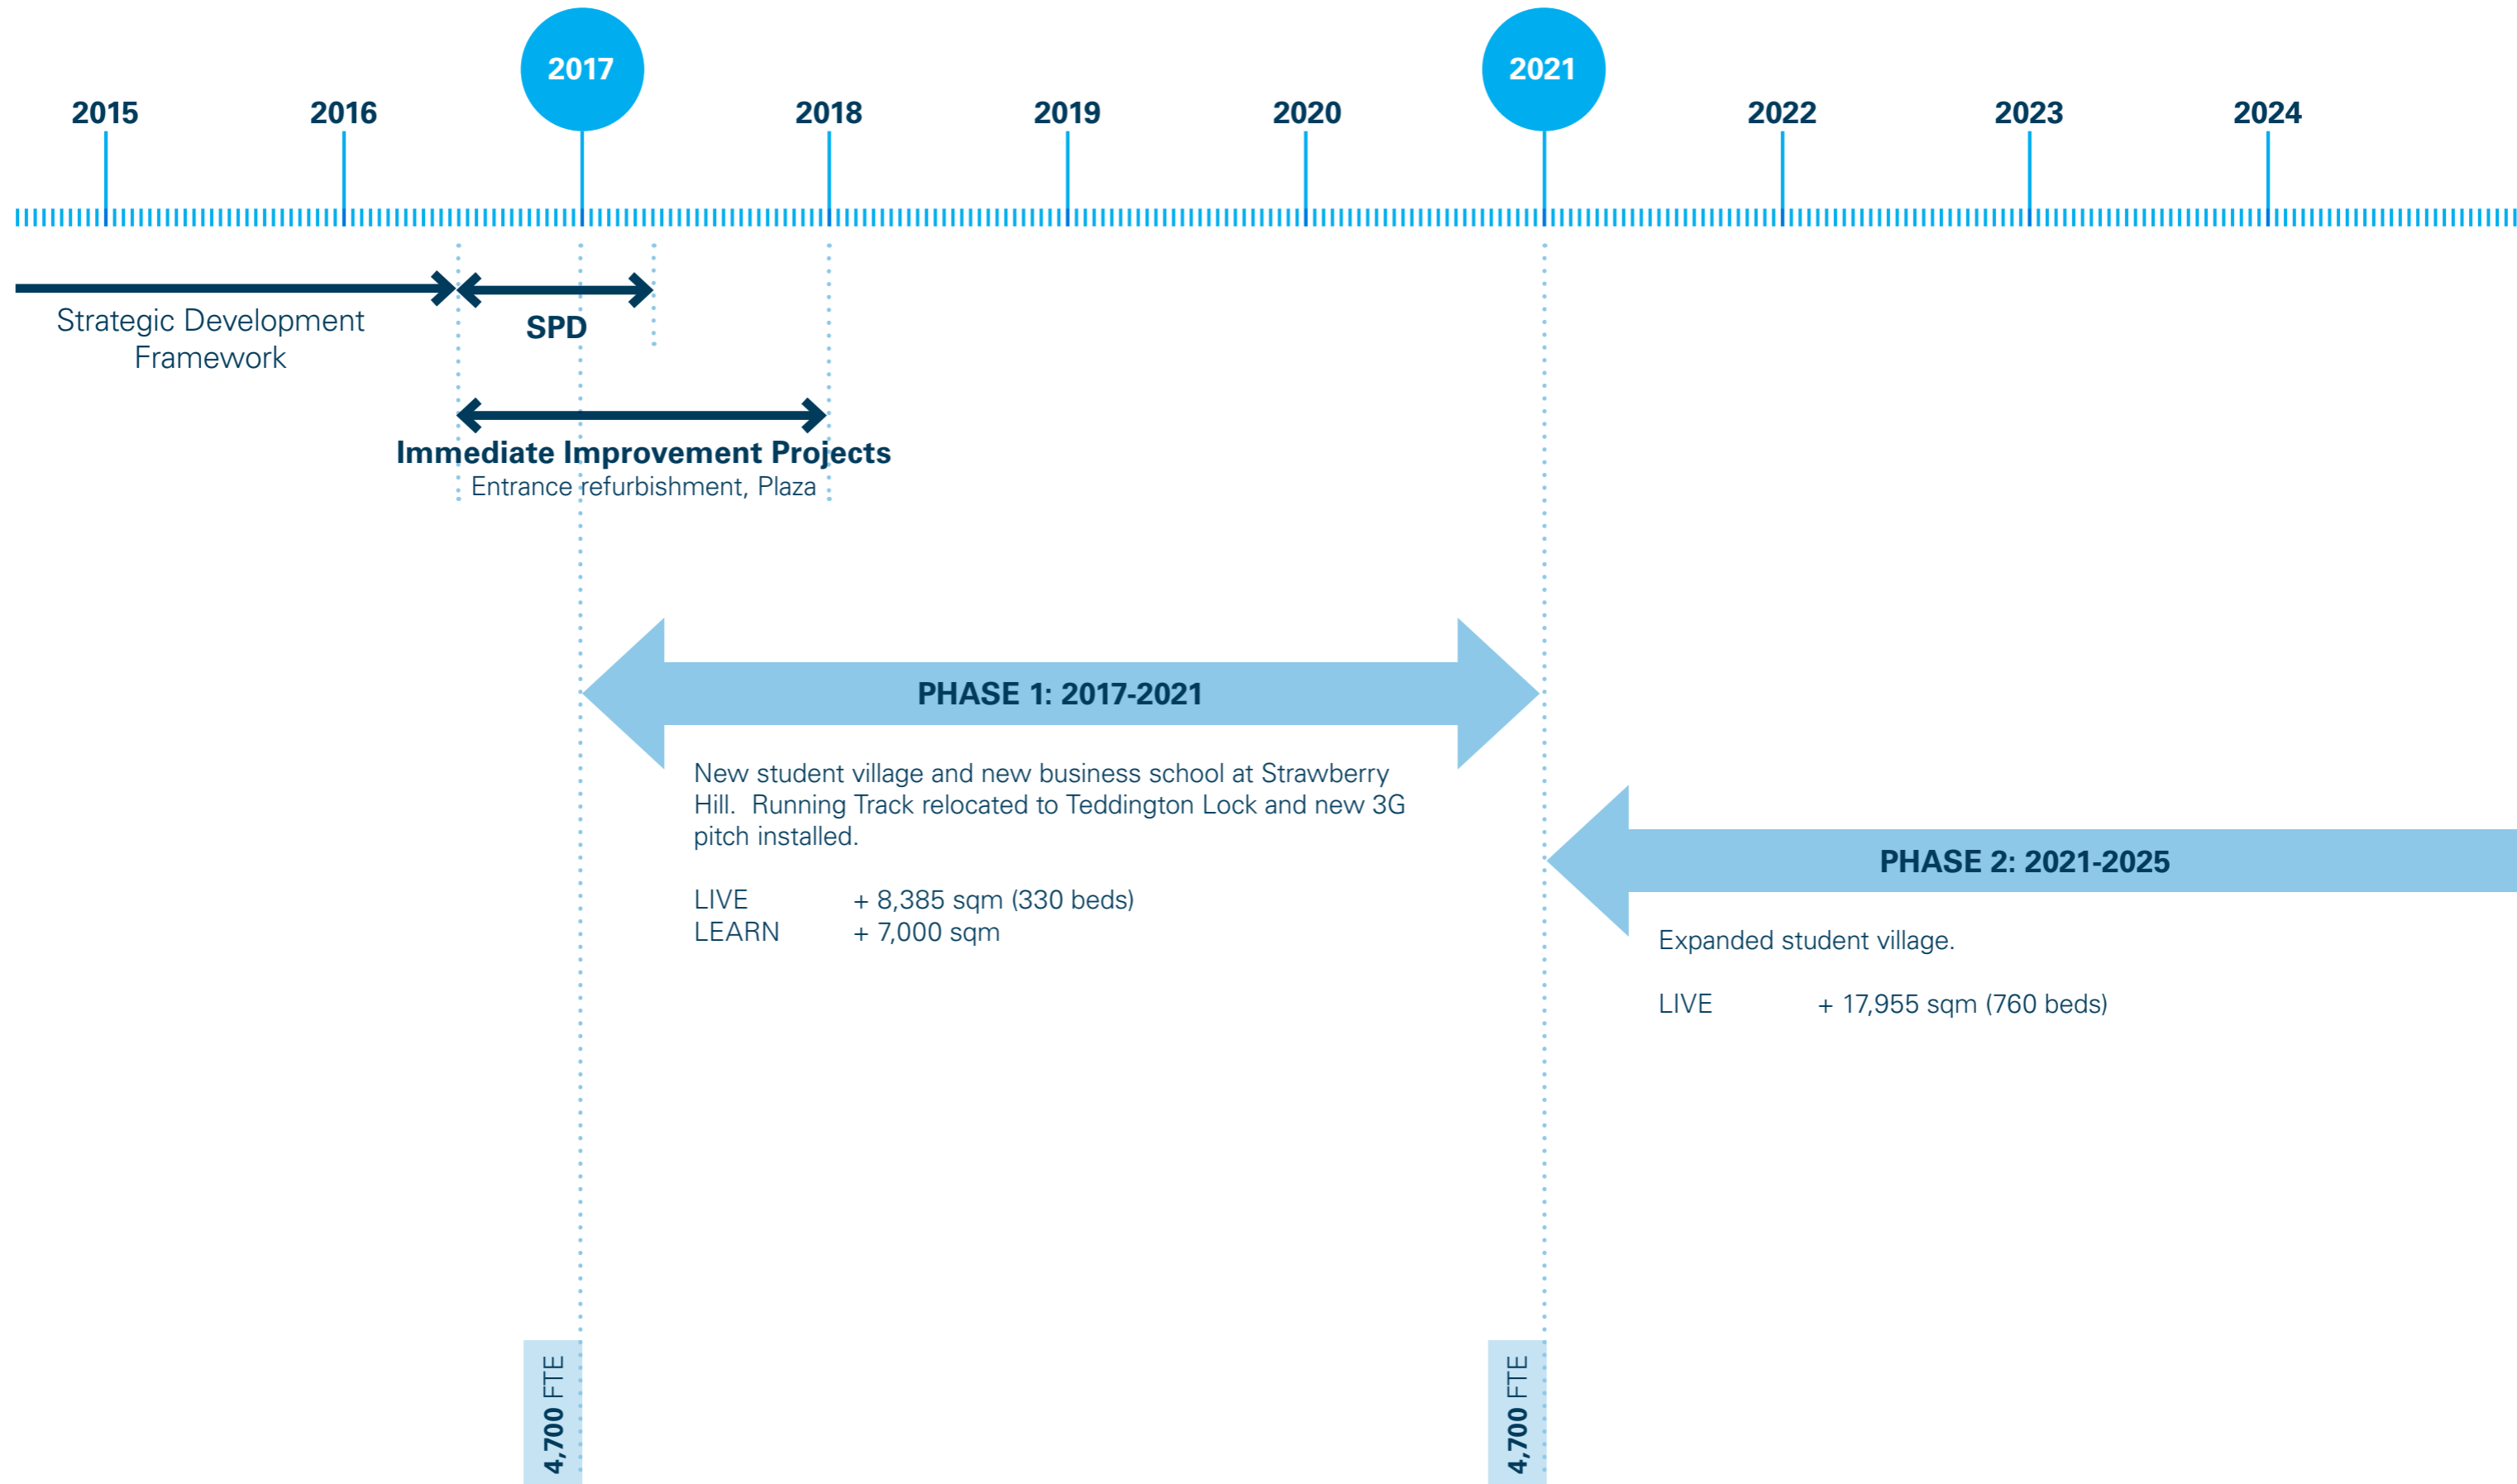 2017
2021
2015
2016
2018
2019
2020
2022
2023
2024
Strategic Development
Framework
SPD
Immediate Improvement Projects
Entrance refurbishment, Plaza
PHASE 1: 2017-2021
New student village and new business school at Strawberry
Hill.  Running Track relocated to Teddington Lock and new 3G
pitch installed.
LIVE + 8,385 sqm (330 beds)
LEARN + 7,000 sqm
PHASE 2: 2021-2025
Expanded student village.
LIVE + 17,955 sqm (760 beds)
4,700 FTE
4,700 FTE